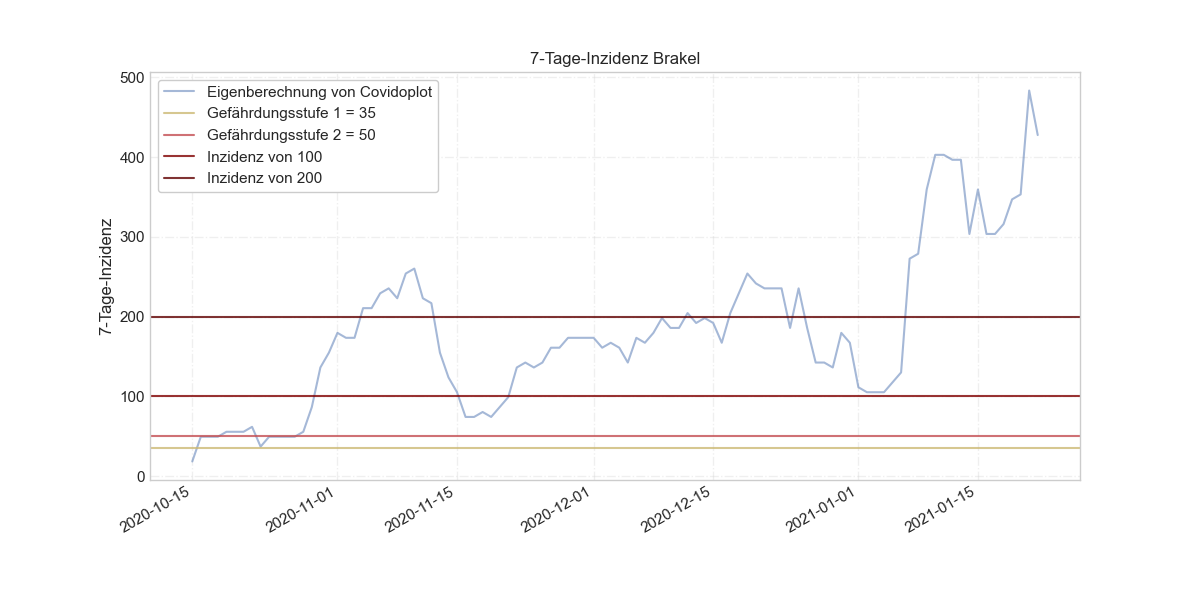 7-Tage-Inzidenz Brakel
500
400
300
200
100
0
7-Tage-Inzidenz
Eigenberechnung von Covidoplot
Gefährdungsstufe 1 = 35
Gefährdungsstufe 2 = 50
Inzidenz von 100
Inzidenz von 200
2020-10-15
2020-11-01
2020-11-15
2020-12-01
2020-12-15
2021-01-01
2021-01-15